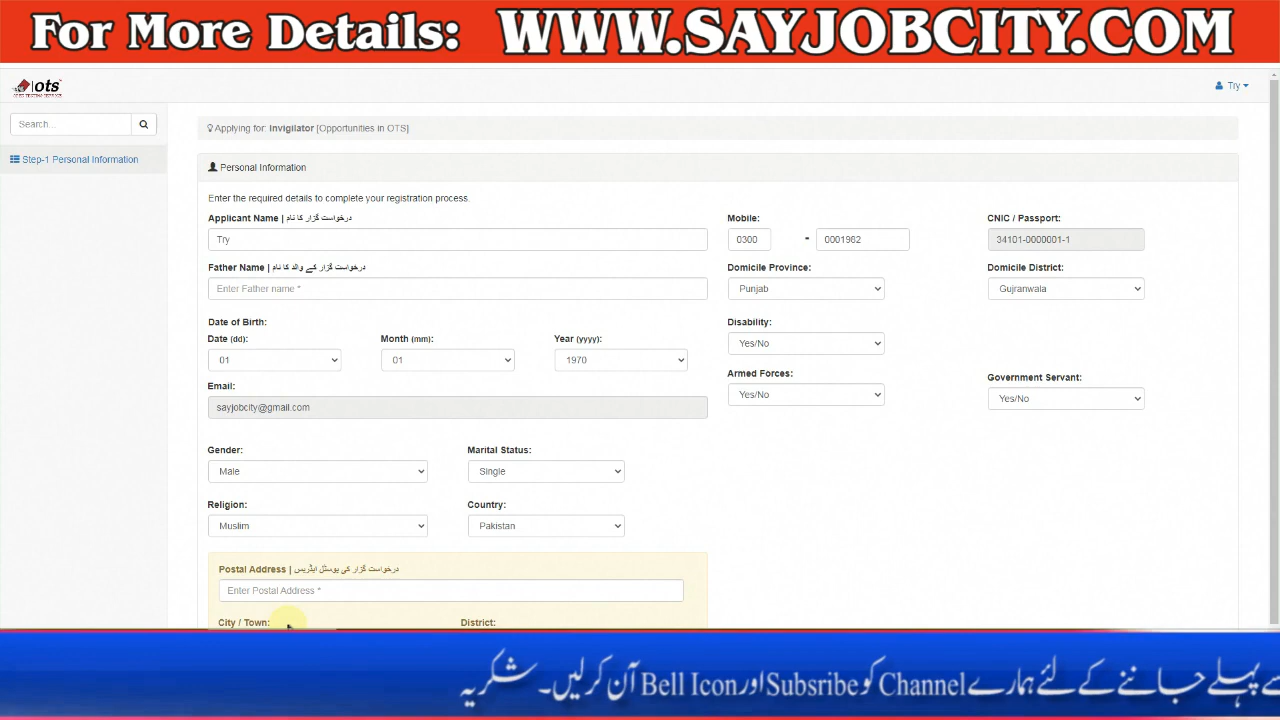 For More Details: WWW.SAYJOBCITY.COM
ots
Try
Search...
Applying for: Invigilator [Opportunities in OTS]
Step-1 Personal Information
Personal Information
Enter the required details to complete your registration process.
Applicant Name | درخواست گزار کا نام
Mobile:
CNIC / Passport:
Try
0300 - 0001982
34101-0000001-1
Father Name | درخواست گزار کے والد کا نام
Domicile Province:
Domicile District:
Enter Father name *
Punjab
Gujranwala
Date of Birth:
Disability:
Date (dd):
Month (mm):
Year (yyyy):
Yes/No
01
01
1970
Armed Forces:
Government Servant:
Email:
Yes/No
Yes/No
sayjobcity@gmail.com
Gender:
Marital Status:
Male
Single
Religion:
Country:
Muslim
Pakistan
Postal Address | درخواست گزار کی پوسٹل ایڈریس
Enter Postal Address *
City / Town:
District:
سے پہلے جاننے کے لئے ہمارے Channel کو Subsribe اور Bell Icon آن کرلیں۔ شکریہ